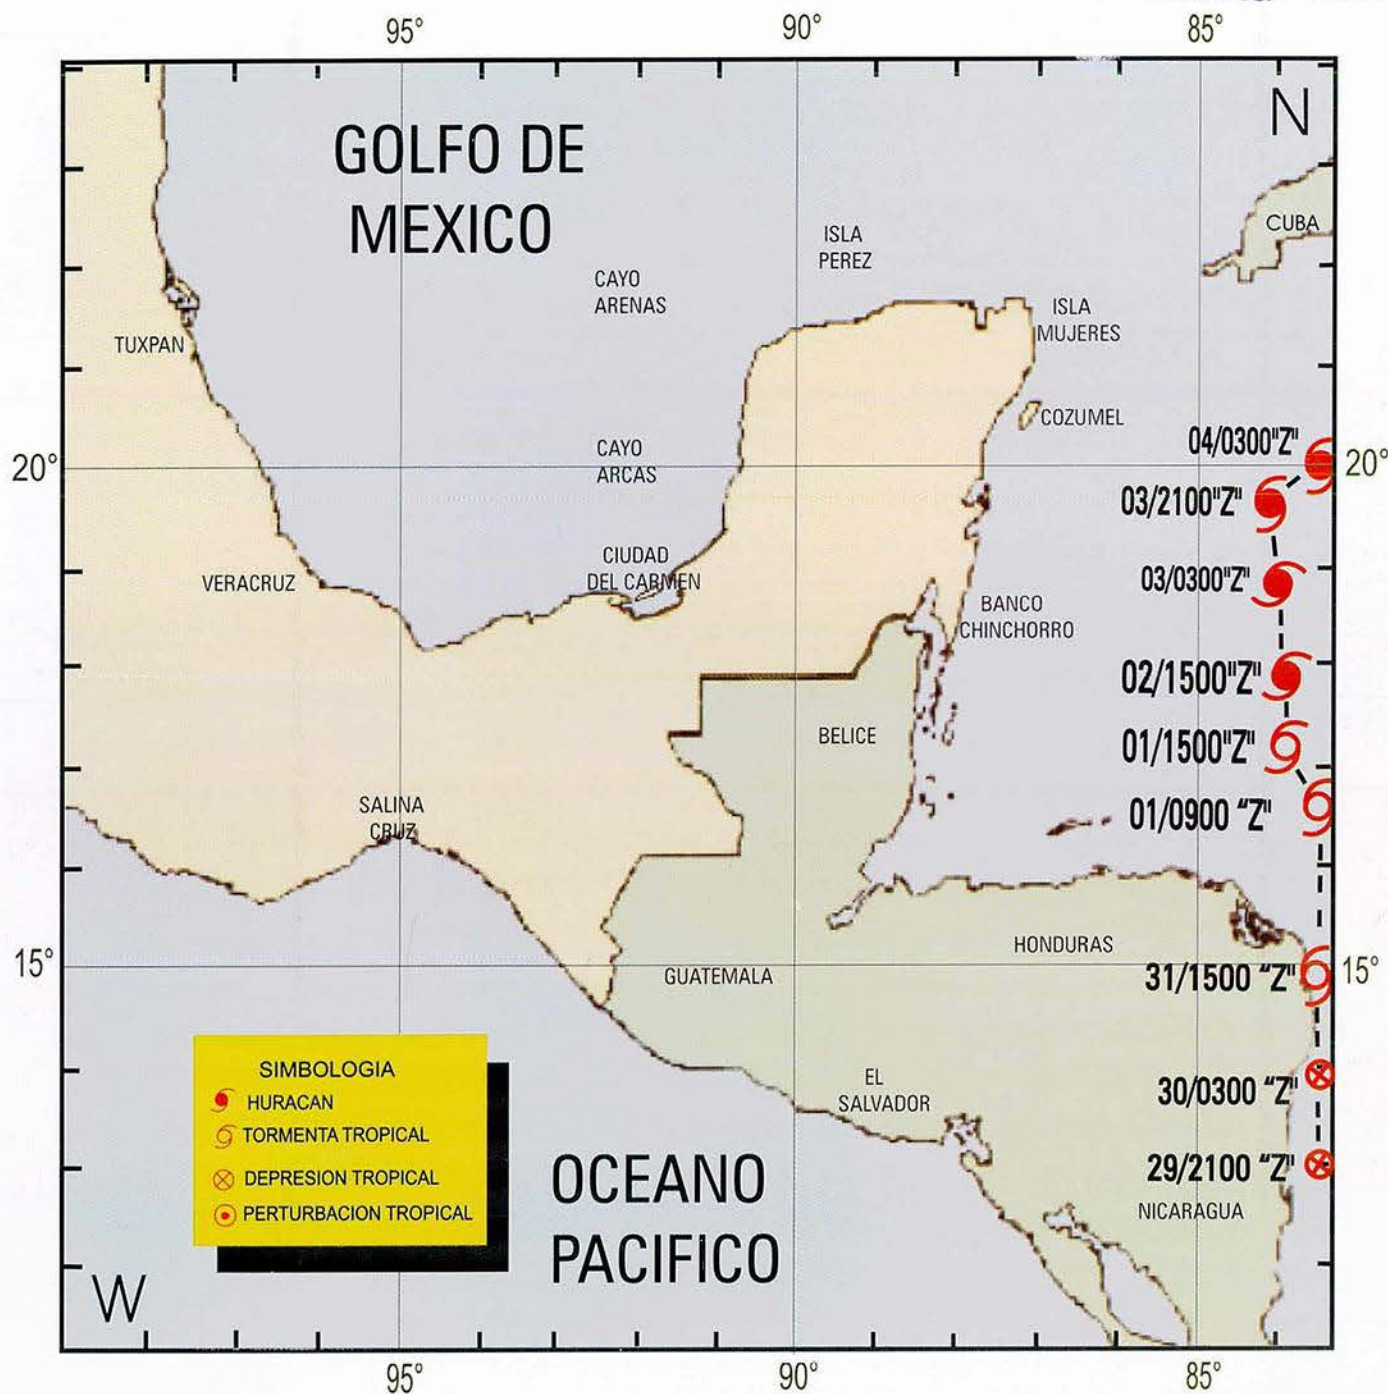 95°
90°
85°
N
GOLFO DE
MEXICO
CUBA
ISLA
PEREZ
CAYO
ARENAS
ISLA
MUJERES
TUXPAN
COZUMEL
04/0300"Z"
20°
CAYO
ARCAS
20°
03/2100"Z"
CIUDAD
DEL CARMEN
VERACRUZ
03/0300"Z"
BANCO
CHINCHORRO
02/1500"Z"
BELICE
01/1500"Z"
SALINA
CRUZ
01/0900 “Z"
HONDURAS
15°
GUATEMALA
31/1500 “Z"
15°
SIMBOLOGIA
HURACAN
TORMENTA TROPICAL
DEPRESION TROPICAL
PERTURBACION TROPICAL
EL
SALVADOR
30/0300 “Z"
29/2100 “Z"
NICARAGUA
OCEANO
PACIFICO
W
95°
90°
85°